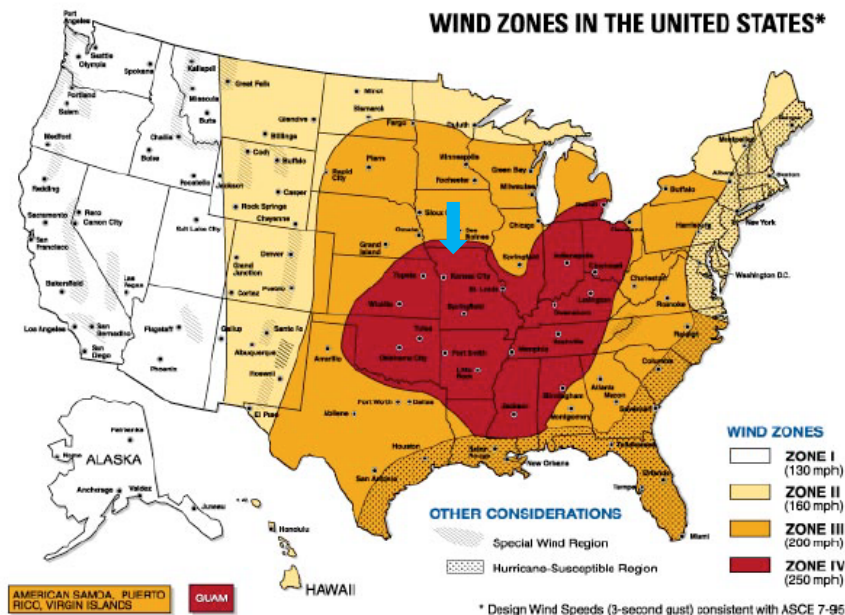 WIND ZONES IN THE UNITED STATES*
Port
Angeles
Seattle
Olympia
Spokane
Kalispell
Great Falls
Minot
Portland
Salem
Missoula
Bismarck
Butte
Glendive
Fargo
Duluth
Medford
Challis
Billings
Boise
Cody
Buffalo
Pierre
Minneapolis
Green Bay
Montpelier
Redding
Pocatello
Jackson
Casper
Rapid
City
Rochester
Milwaukee
Buffalo
Albany
Boston
Rock Springs
Cheyenne
Sioux
Chicago
Detroit
New York
Sacramento
Reno
Carson City
Salt Lake City
Omaha
Des
Moines
Harrisburg
San
Francisco
Grand
Junction
Denver
Grand
Island
Springfield
Indianapolis
Washington D.C.
Bakersfield
Las
Vegas
Cortez
Pueblo
Topeka
Kansas City
St. Louis
Charleston
Lexington
Roanoke
Los Angeles
San
Bernadino
Flagstaff
Gallup
Santa Fe
Wichita
Springfield
Nashville
Raleigh
San
Diego
Albuquerque
Amarillo
Tulsa
Oklahoma City
Fort Smith
Memphis
Columbia
Phoenix
Roswell
Little
Rock
Atlanta
Macon
El Paso
Abilene
Fort Worth
Dallas
Jackson
Birmingham
Montgomery
Savannah
Houston
Baton
Rouge
Tallahassee
San Antonio
New Orleans
Orlando
Tampa
Miami
Fairbanks
Nome
ALASKA
Anchorage
Valdez
Juneau
Honolulu
HAWAII
WIND ZONES
ZONE I
(130 mph)
ZONE II
(160 mph)
ZONE III
(200 mph)
ZONE IV
(250 mph)
OTHER CONSIDERATIONS
Special Wind Region
Hurricane-Susceptible Region
AMERICAN SAMOA, PUERTO
RICO, VIRGIN ISLANDS
GUAM
* Design Wind Speeds (3-second gust) consistent with ASCE 7-95